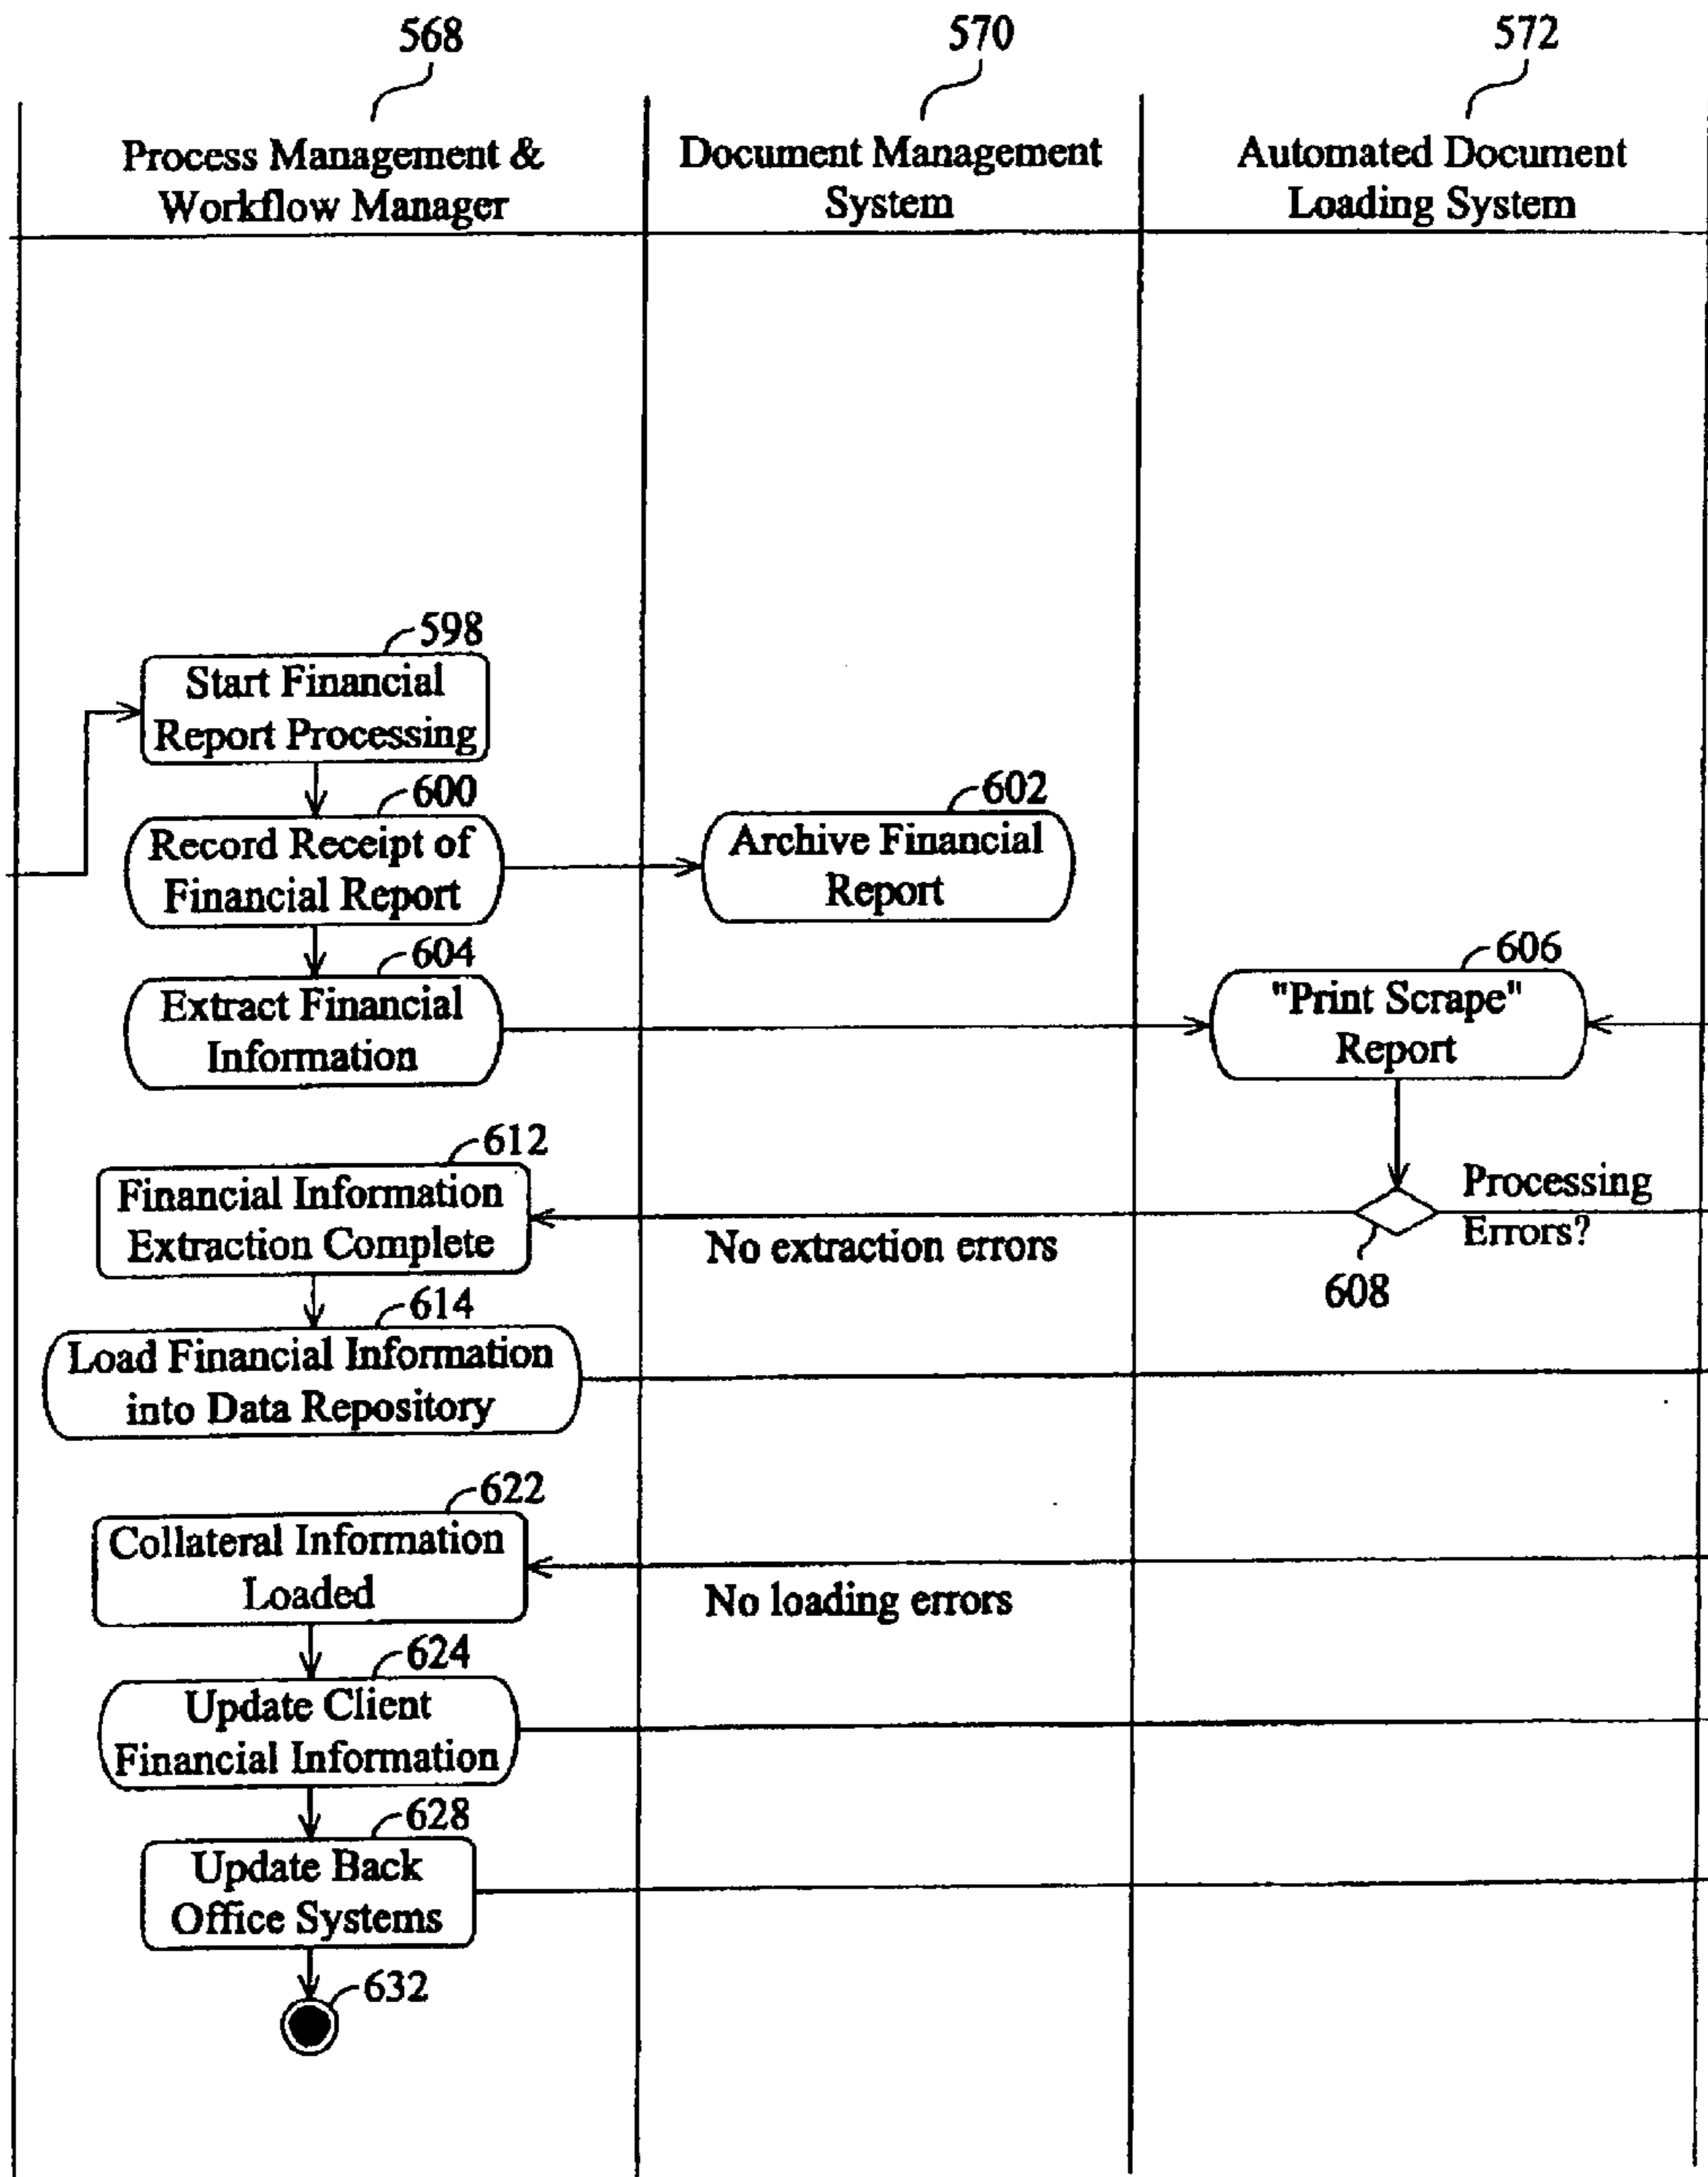 568
570
572
Process Management &
Workflow Manager
Document Management
System
Automated Document
Loading System
598
Start Financial
Report Processing
600
Record Receipt of
Financial Report
602
Archive Financial
Report
604
Extract Financial
Information
606
"Print Scrape"
Report
612
Financial Information
Extraction Complete
No extraction errors
Processing
Errors?
608
614
Load Financial Information
into Data Repository
622
Collateral Information
Loaded
No loading errors
624
Update Client
Financial Information
628
Update Back
Office Systems
632